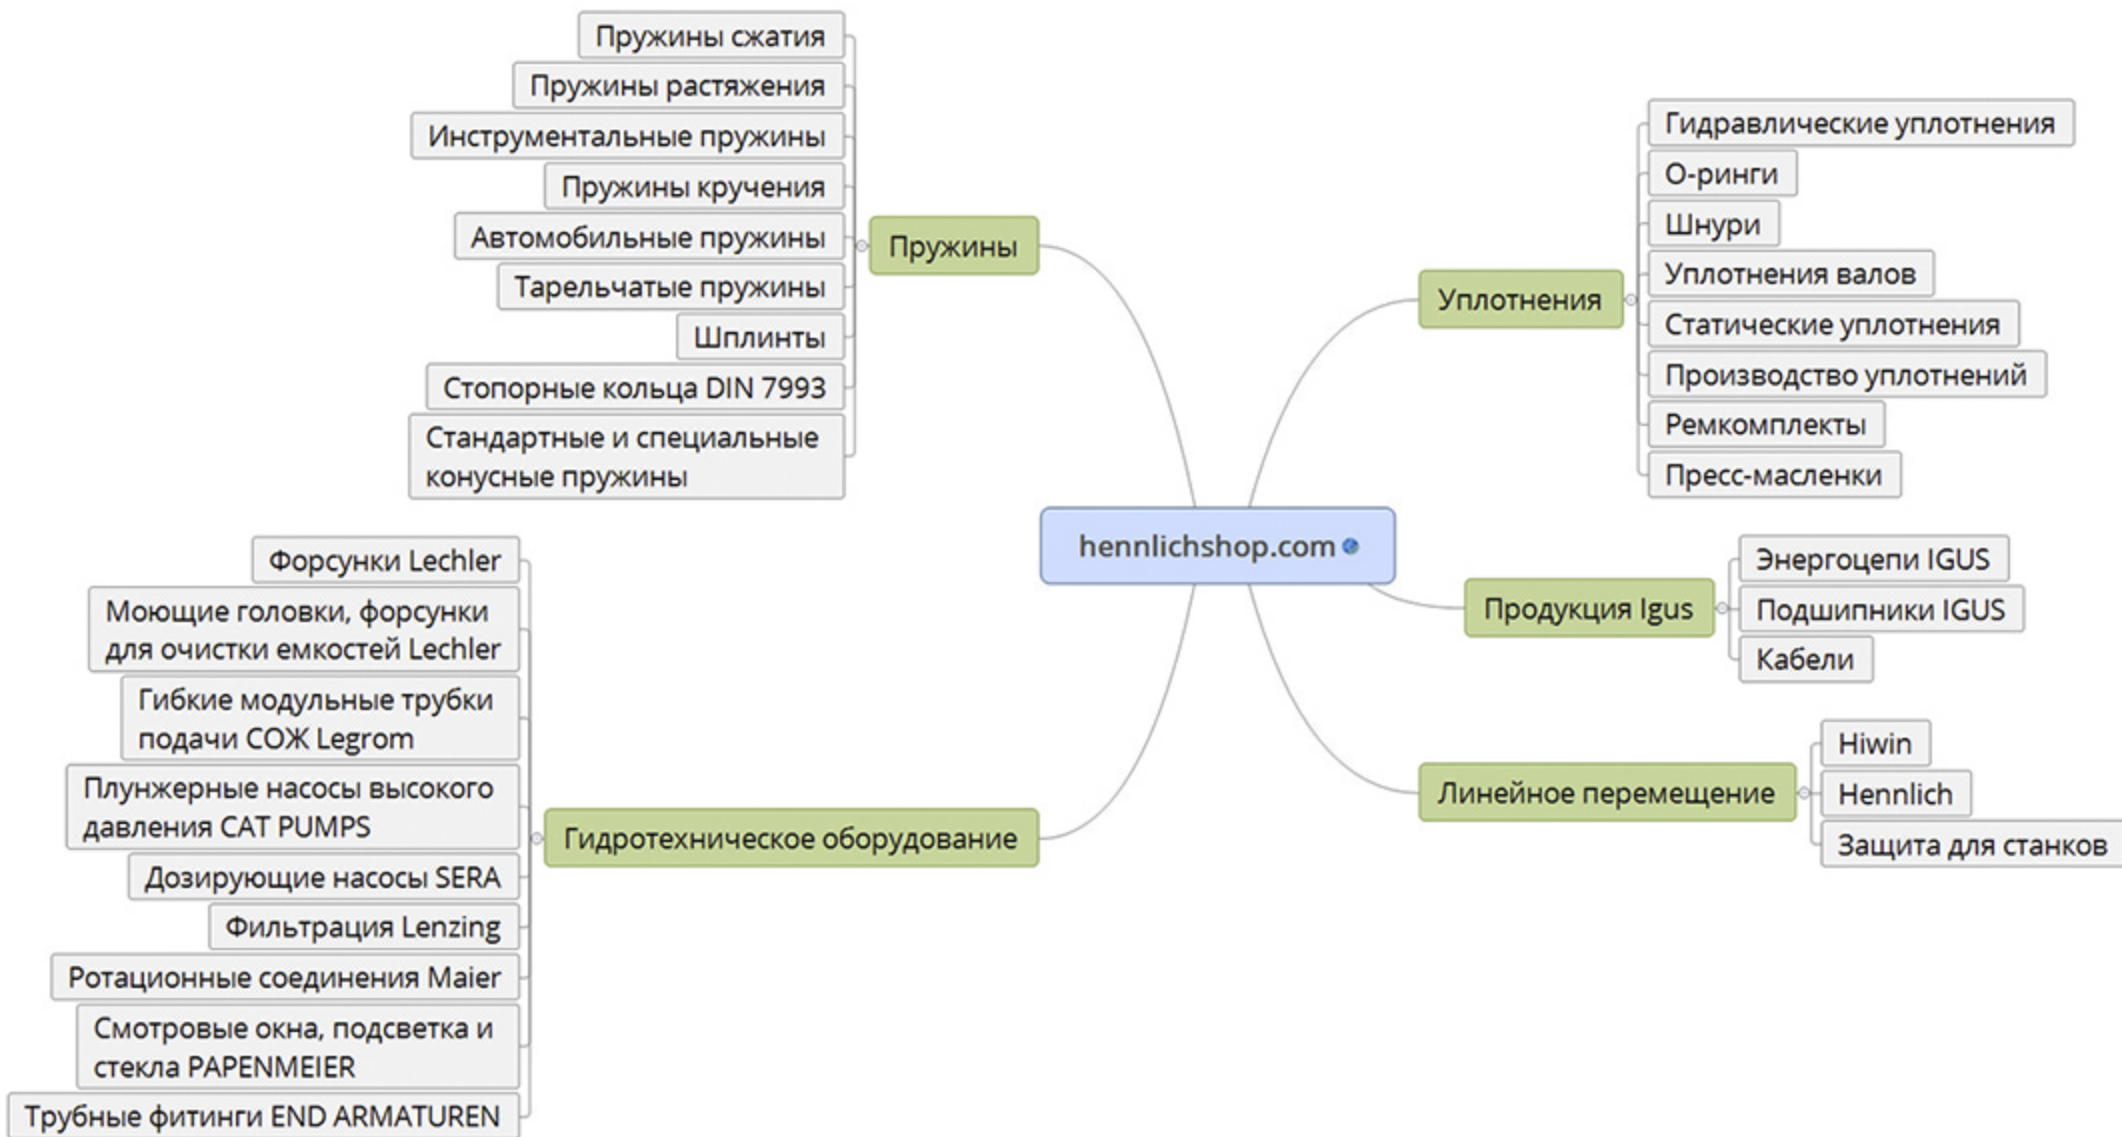 Пружины сжатия
Пружины растяжения
Инструментальные пружины
Пружины кручения
Автомобильные пружины
Тарельчатые пружины
Шплинты
Стопорные кольца DIN 7993
Стандартные и специальные
конусные пружины
Пружины
Форсунки Lechler
Моющие головки, форсунки
для очистки емкостей Lechler
Гибкие модульные трубки
подачи СОЖ Legrom
Плунжерные насосы высокого
давления CAT PUMPS
Дозирующие насосы SERA
Фильтрация Lenzing
Ротационные соединения Maier
Смотровые окна, подсветка и
стекла PAPENMEIER
Трубные фитинги END ARMATUREN
Гидротехническое оборудование
hennlichshop.com
Уплотнения
Гидравлические уплотнения
О-ринги
Шнури
Уплотнения валов
Статические уплотнения
Производство уплотнений
Ремкомплекты
Пресс-масленки
Продукция Igus
Энергоцепи IGUS
Подшипники IGUS
Кабели
Линейное перемещение
Hiwin
Hennlich
Защита для станков